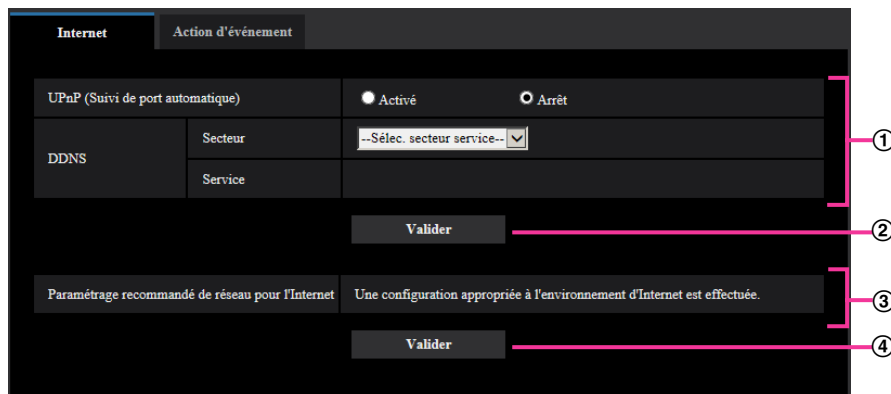 Internet
Action d'événement
UPnP (Suivi de port automatique)
Activé
Arrêt
DDNS
Secteur
--Sélec. secteur service--
Service
①
Valider
②
Paramétrage recommandé de réseau pour l'Internet
Une configuration appropriée à l'environnement d'Internet est effectuée.
③
Valider
④